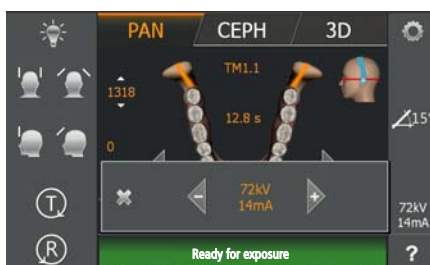 PAN CEPH 3D
TM1.1
1318
12.8 s
15°
0
72kV
14mA
72kV
14mA
T
R
Ready for exposure
?